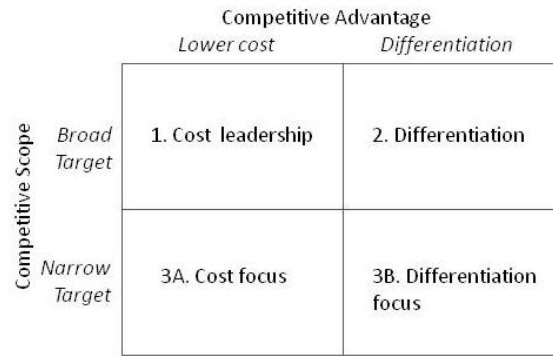 Competitive Advantage
Lower cost Differentiation
Competitive Scope
Broad Target
1. Cost leadership
2. Differentiation
Narrow Target
3A. Cost focus
3B. Differentiation
focus